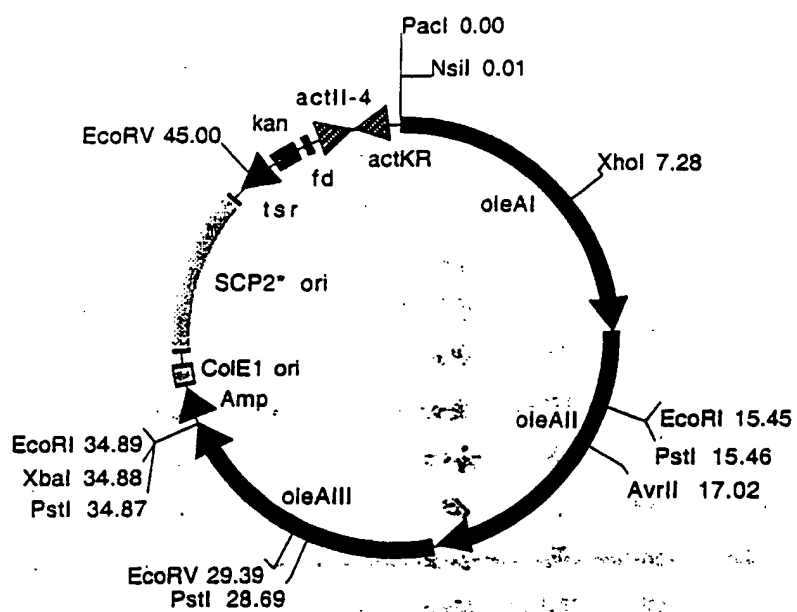 PacI 0.00
NsiI 0.01
actII-4
kan
EcoRV 45.00
fd
actKR
tsr
XhoI 7.28
oleAI
SCP2* ori
ColE1 ori
Amp
oleAII
EcoRI 15.45
PstI 15.46
AvrII 17.02
EcoRI 34.89
XbaI 34.88
PstI 34.87
oleAIII
EcoRV 29.39
PstI 28.69